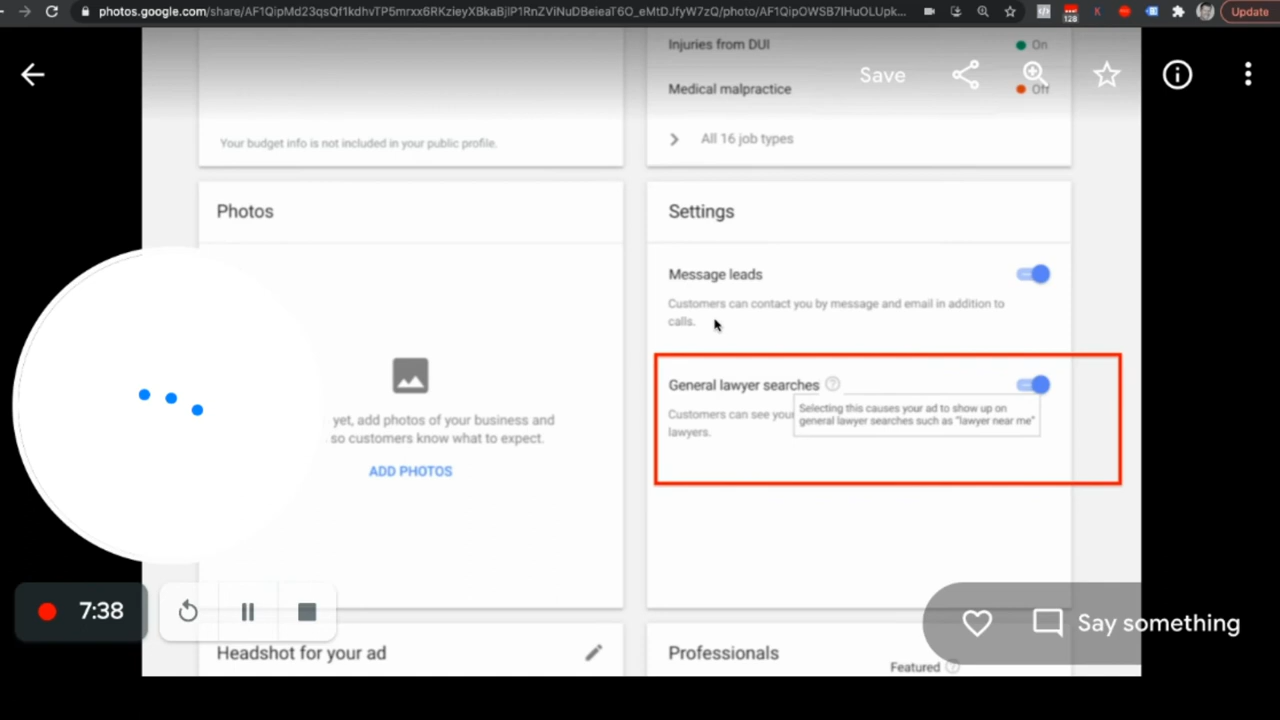 photos.google.com/share/AF1QipMd23qsQf1kdhvTP5mrxx6RKzieyXBkaBjlP1RnZViNuDBeieaT6O_eMtDJfyW7zQ/photo/AF1QipOWSB7IHuOLUpk...
128
K
Update
Injuries from DUI
On
Save
Medical malpractice
Off
Your budget info is not included in your public profile.
All 16 job types
Photos
Settings
Message leads
Customers can contact you by message and email in addition to
calls.
yet, add photos of your business and
so customers know what to expect.
ADD PHOTOS
General lawyer searches
Customers can see your
lawyers.
Selecting this causes your ad to show up on
general lawyer searches such as "lawyer near me"
7:38
Say something
Headshot for your ad
Professionals
Featured